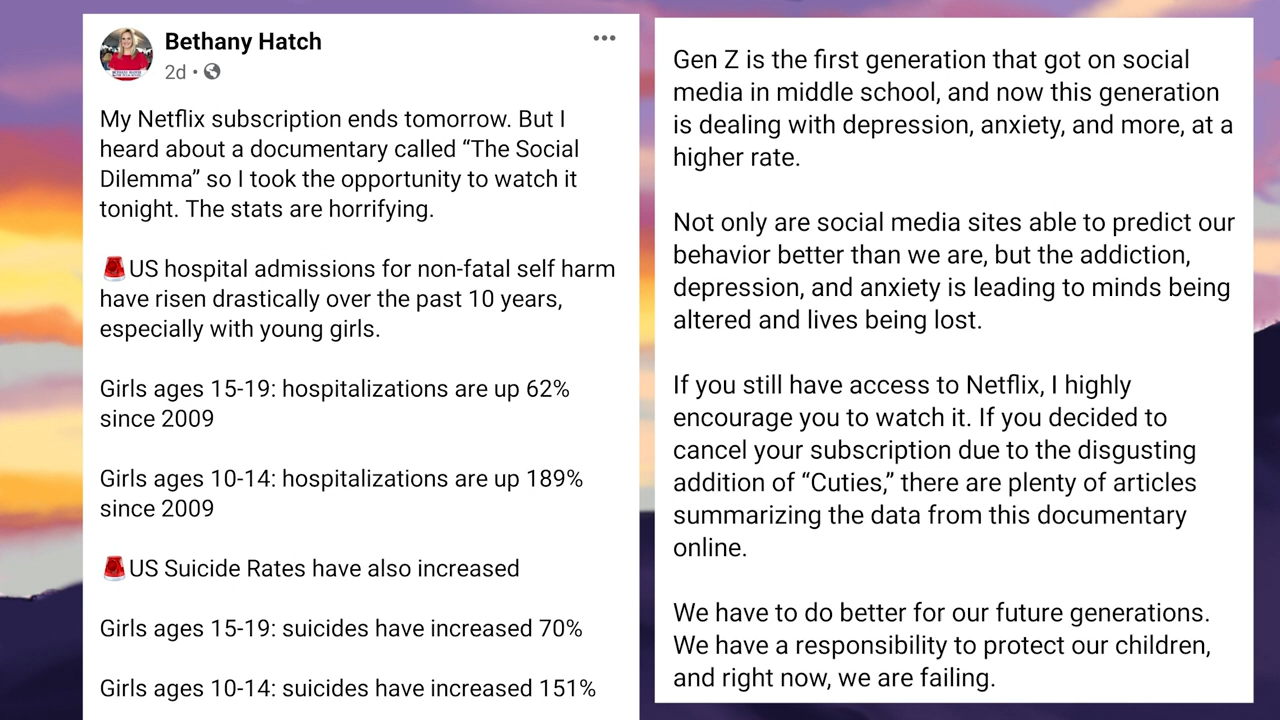 Bethany Hatch
2d •
My Netflix subscription ends tomorrow. But I
heard about a documentary called “The Social
Dilemma” so I took the opportunity to watch it
tonight. The stats are horrifying.
🚨US hospital admissions for non-fatal self harm
have risen drastically over the past 10 years,
especially with young girls.
Girls ages 15-19: hospitalizations are up 62%
since 2009
Girls ages 10-14: hospitalizations are up 189%
since 2009
🚨US Suicide Rates have also increased
Girls ages 15-19: suicides have increased 70%
Girls ages 10-14: suicides have increased 151%
Gen Z is the first generation that got on social
media in middle school, and now this generation
is dealing with depression, anxiety, and more, at a
higher rate.
Not only are social media sites able to predict our
behavior better than we are, but the addiction,
depression, and anxiety is leading to minds being
altered and lives being lost.
If you still have access to Netflix, I highly
encourage you to watch it. If you decided to
cancel your subscription due to the disgusting
addition of “Cuties,” there are plenty of articles
summarizing the data from this documentary
online.
We have to do better for our future generations.
We have a responsibility to protect our children,
and right now, we are failing.